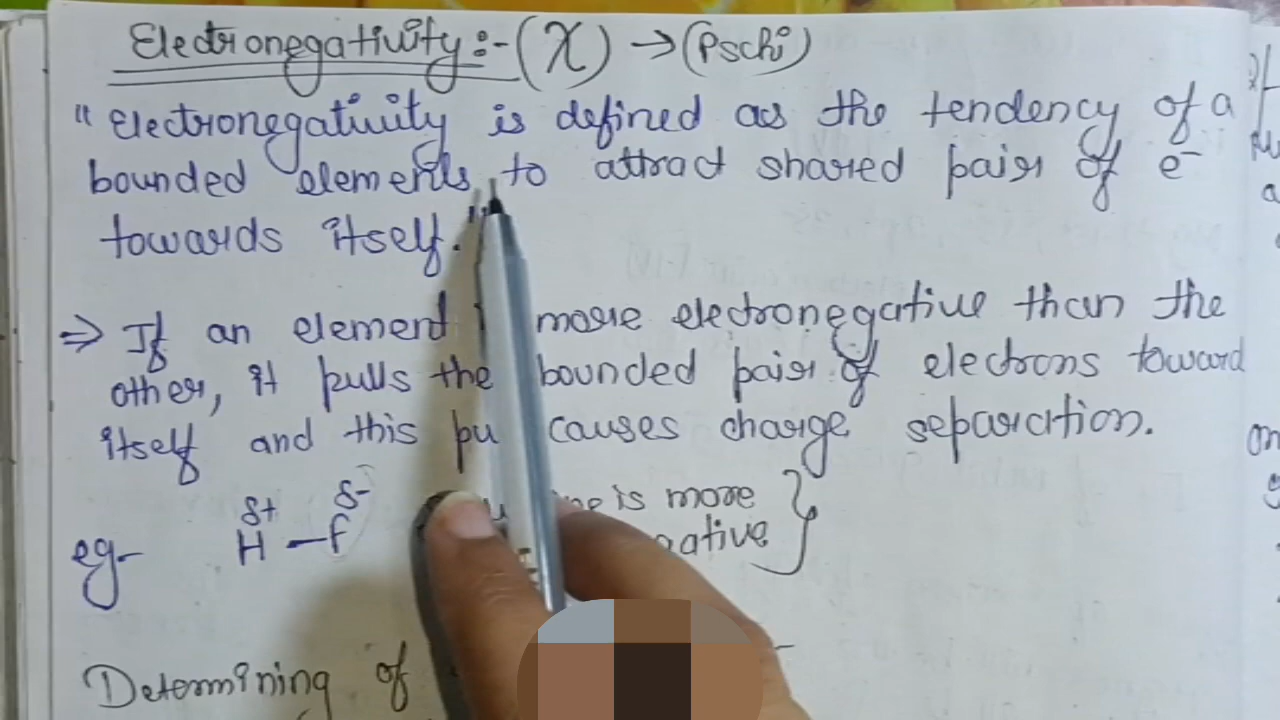 Electronegativity:-(χ) →(Pschi)
"Electronegativity is defined as the tendency of a
bounded elements to attract shared pair of e⁻
towards itself."
⇒ If an element more electronegative than the
other, it pulls the bounded pair of electrons toward
itself and this causes charge separation.
δ+ δ-
eg- H-F
is more
Determining of